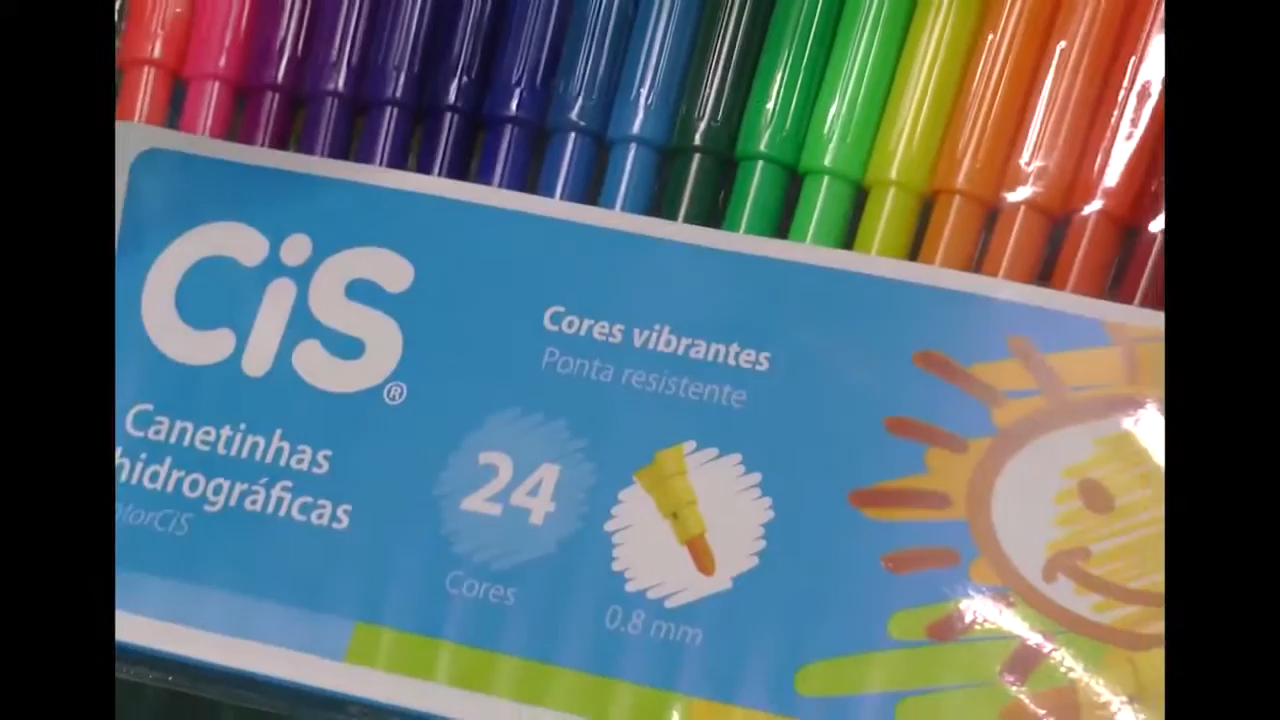 CiS®
Cores vibrantes
Ponta resistente
Canetinhas
hidrográficas
24
Cores
0.8 mm